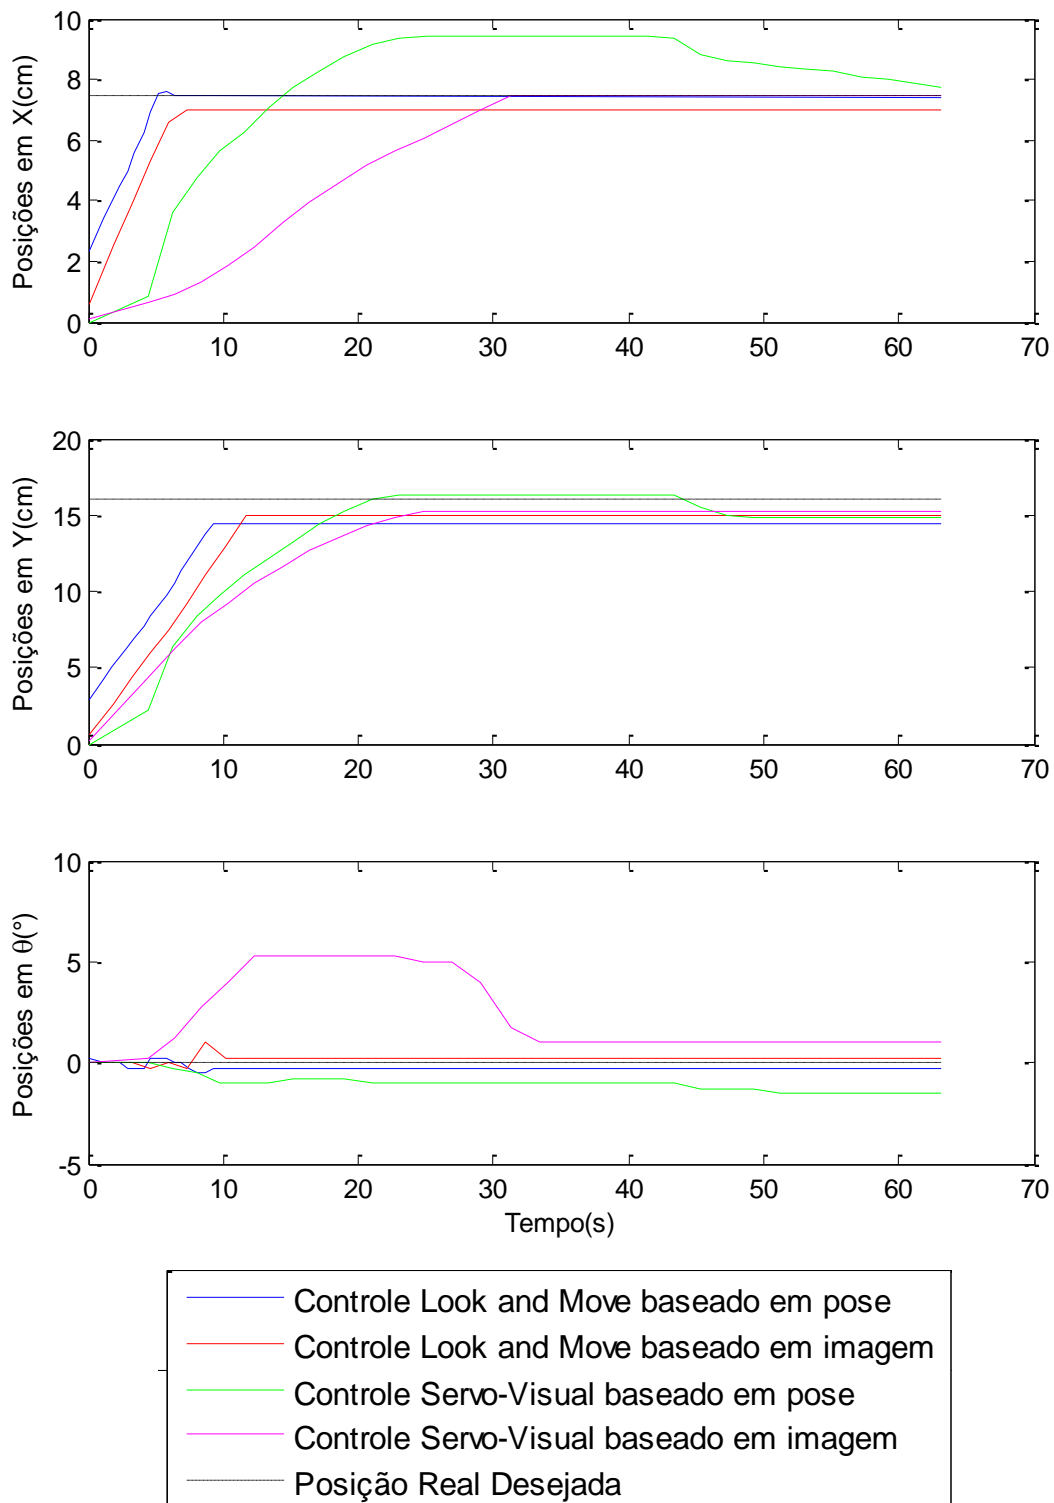 10
8
6
4
2
0
Posições em X(cm)
0 10 20 30 40 50 60 70
20
15
10
5
0
Posições em Y(cm)
0 10 20 30 40 50 60 70
10
5
0
-5
Posições em θ(°)
0 10 20 30 40 50 60 70
Tempo(s)
Controle Look and Move baseado em pose
Controle Look and Move baseado em imagem
Controle Servo-Visual baseado em pose
Controle Servo-Visual baseado em imagem
Posição Real Desejada